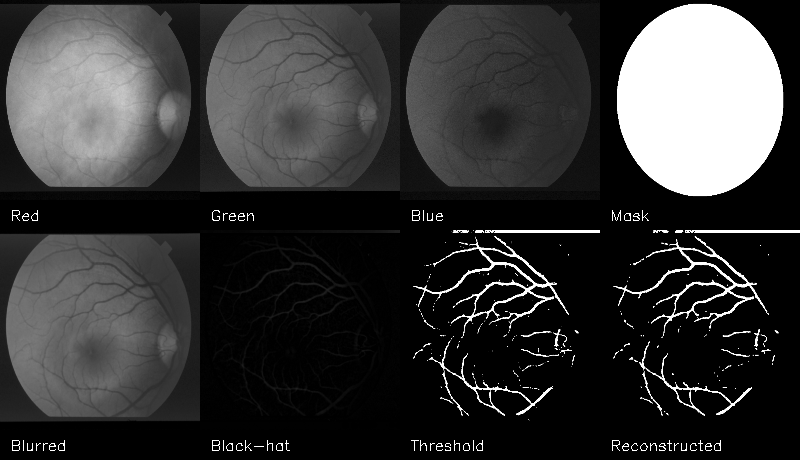 Red
Green
Blue
Mask
Blurred
Black-hat
Threshold
Reconstructed